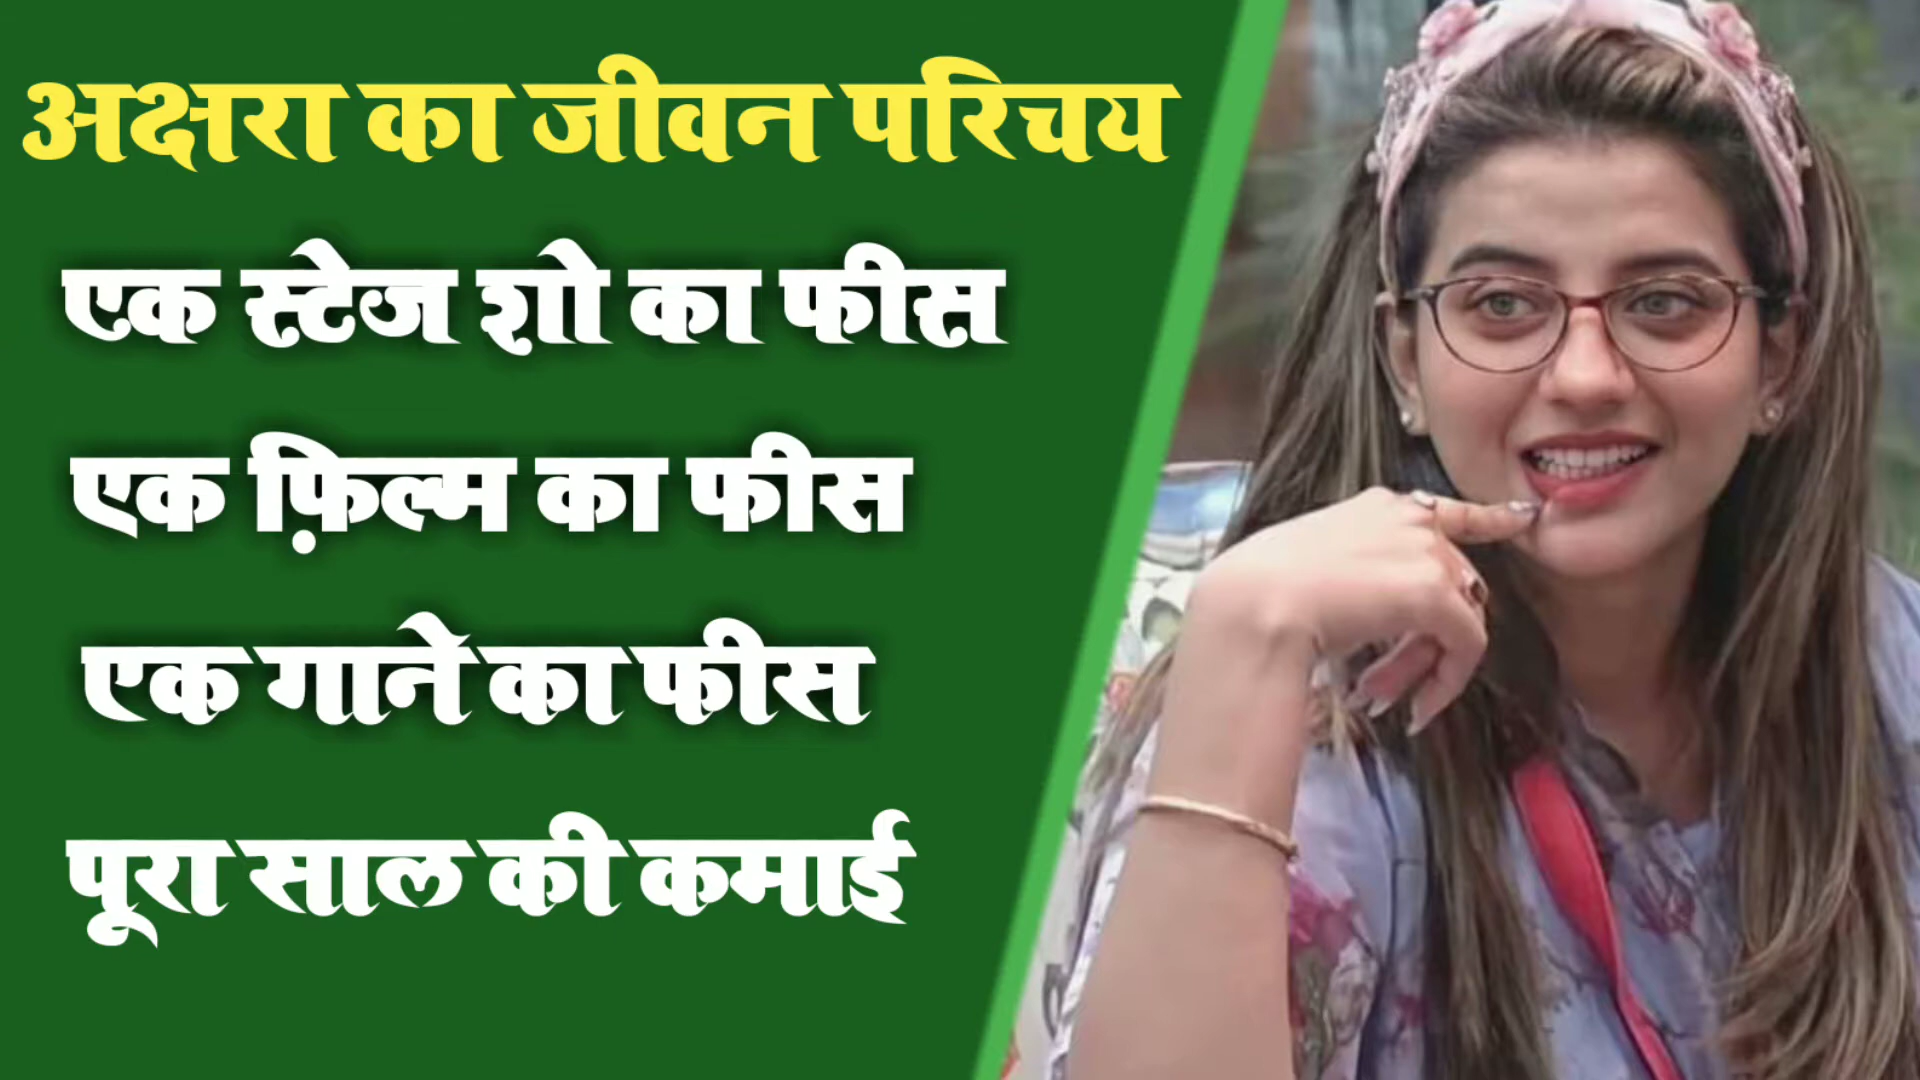 अक्षरा का जीवन परिचय
एक स्टेज शो का फीस
एक फ़िल्म का फीस
एक गाने का फीस
पूरा साल की कमाई